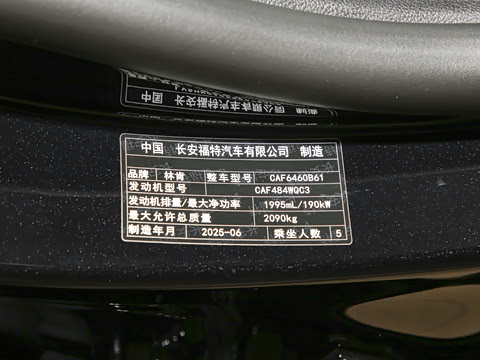 中国 长安福特汽车有限公司 制造
品牌 林肯 整车型号 CAF6460B61
发动机型号 CAF484WQC3
发动机排量/最大净功率 1995mL/190kW
最大允许总质量 2090kg
制造年月 2025-06 乘坐人数 5